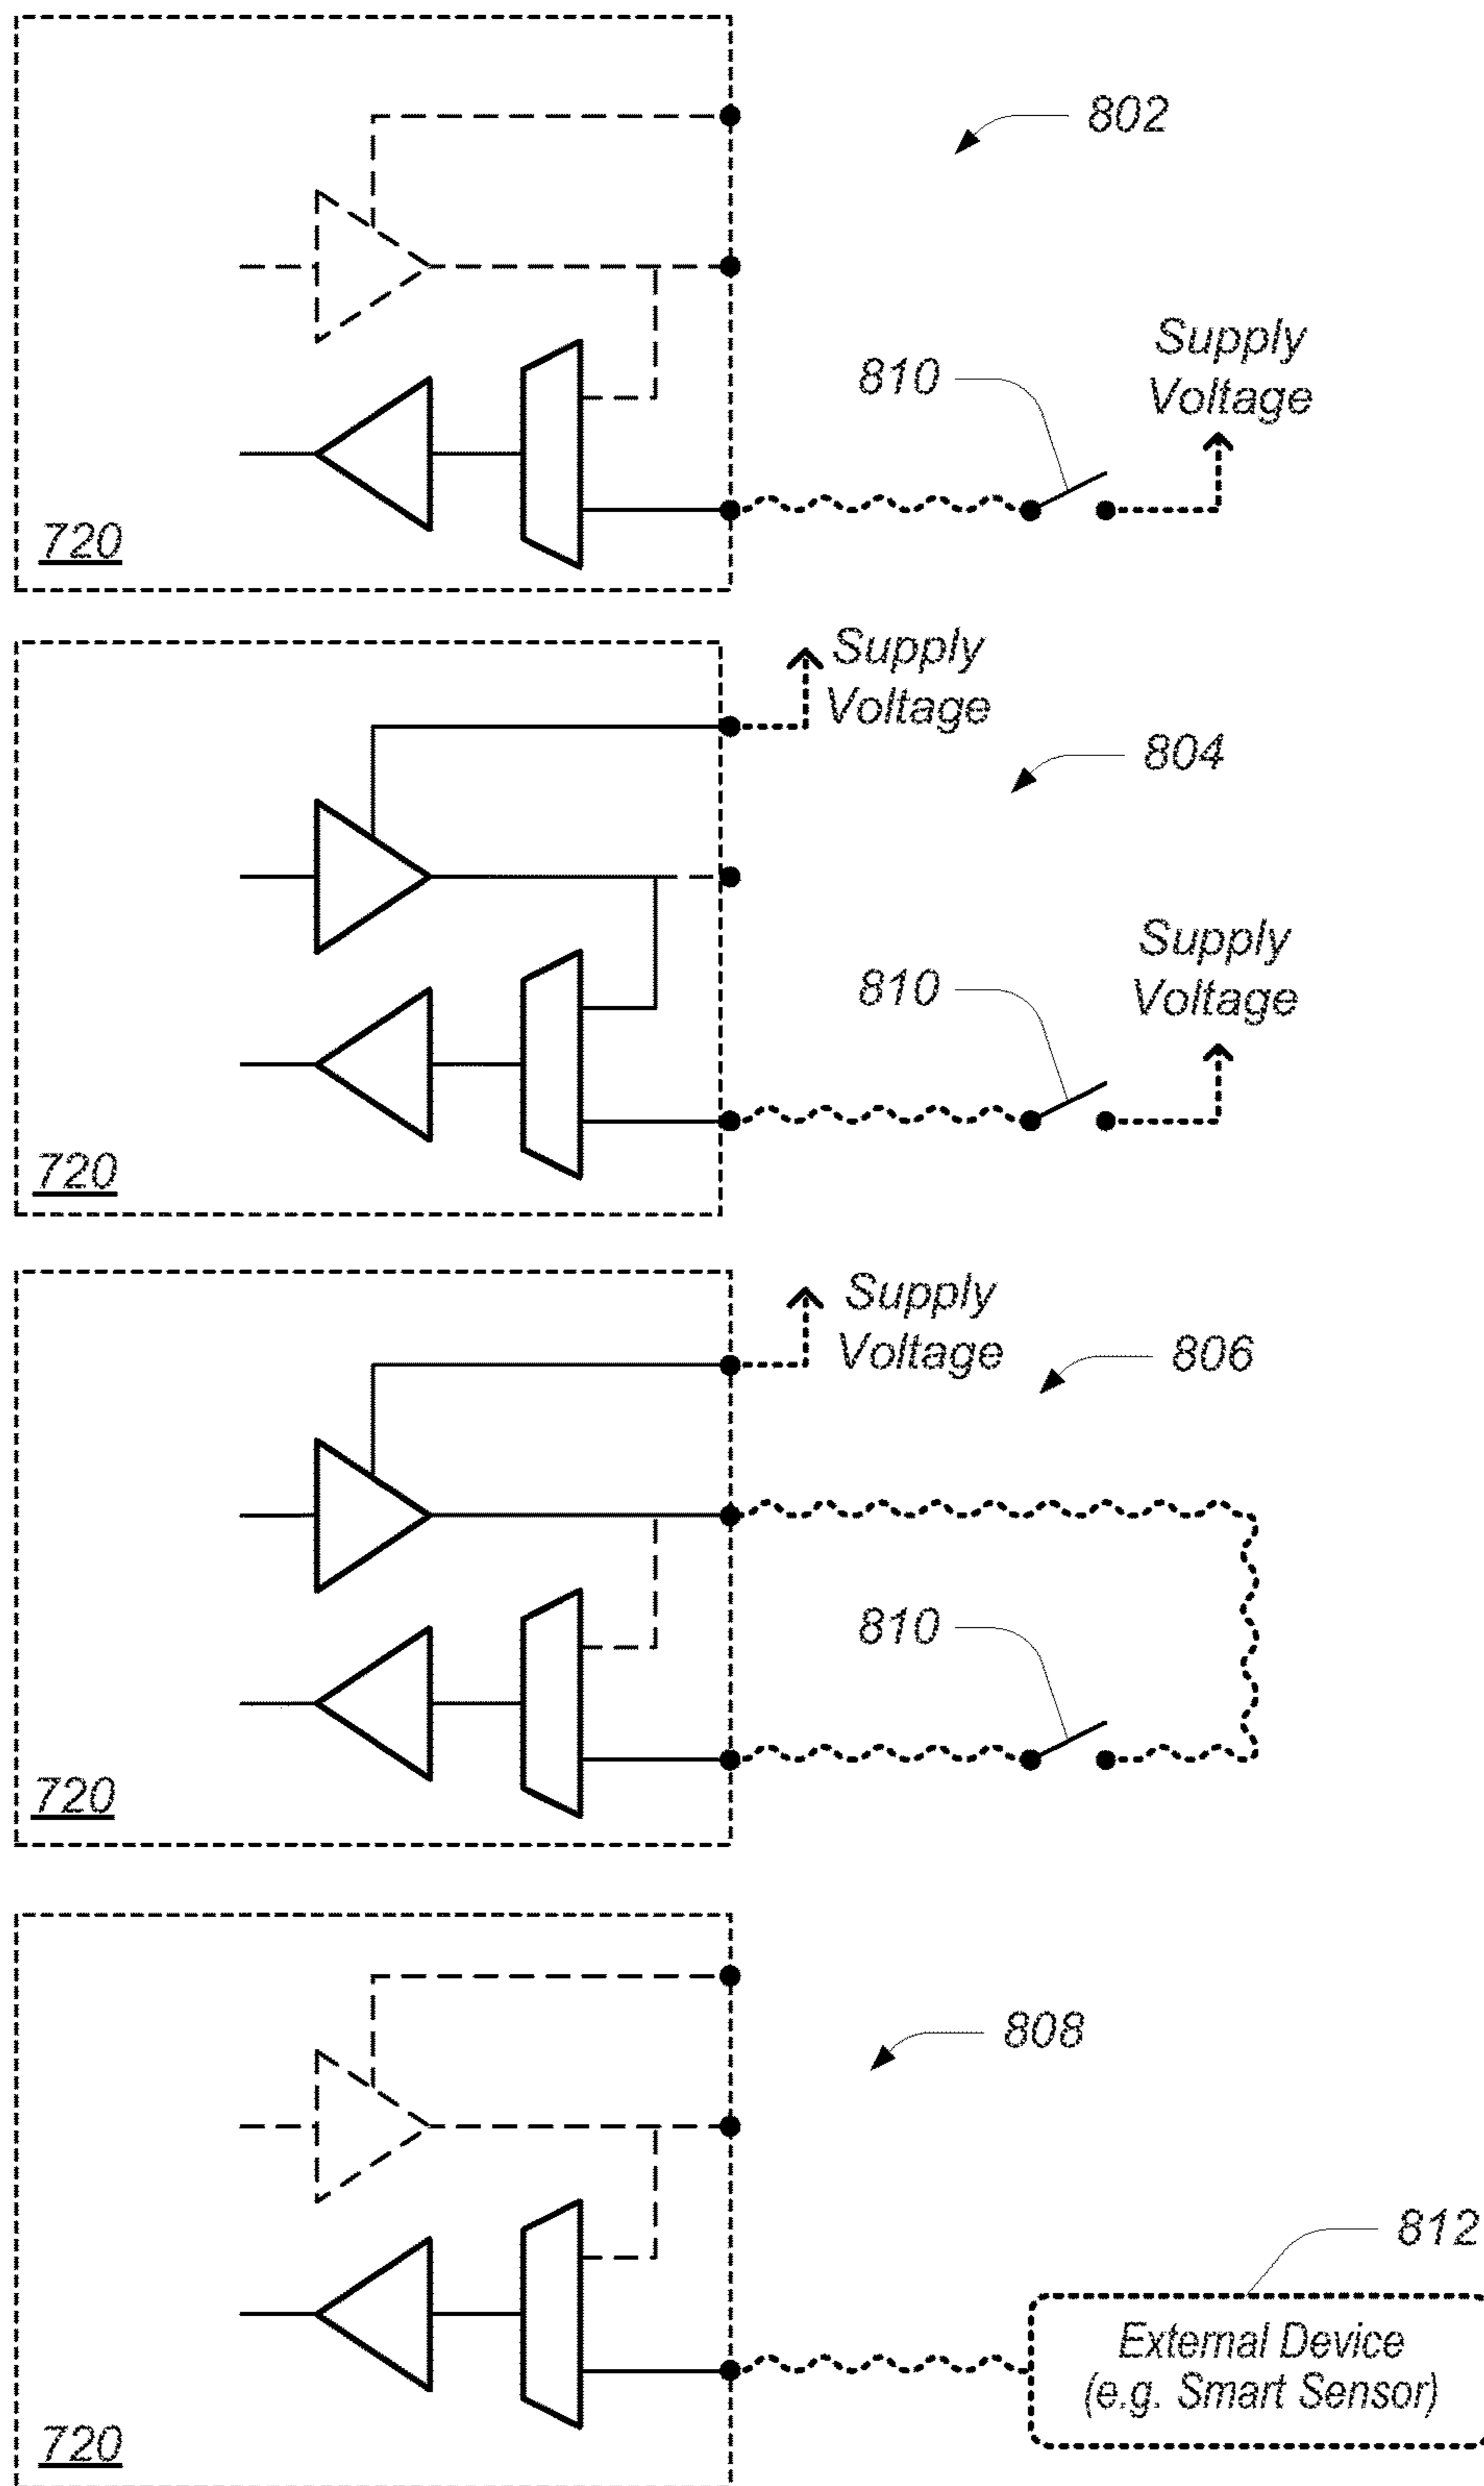 802
Supply
Voltage
810
720
Supply
Voltage
804
Supply
Voltage
810
720
Supply
Voltage
806
810
720
808
812
External Device
(e.g. Smart Sensor)
720